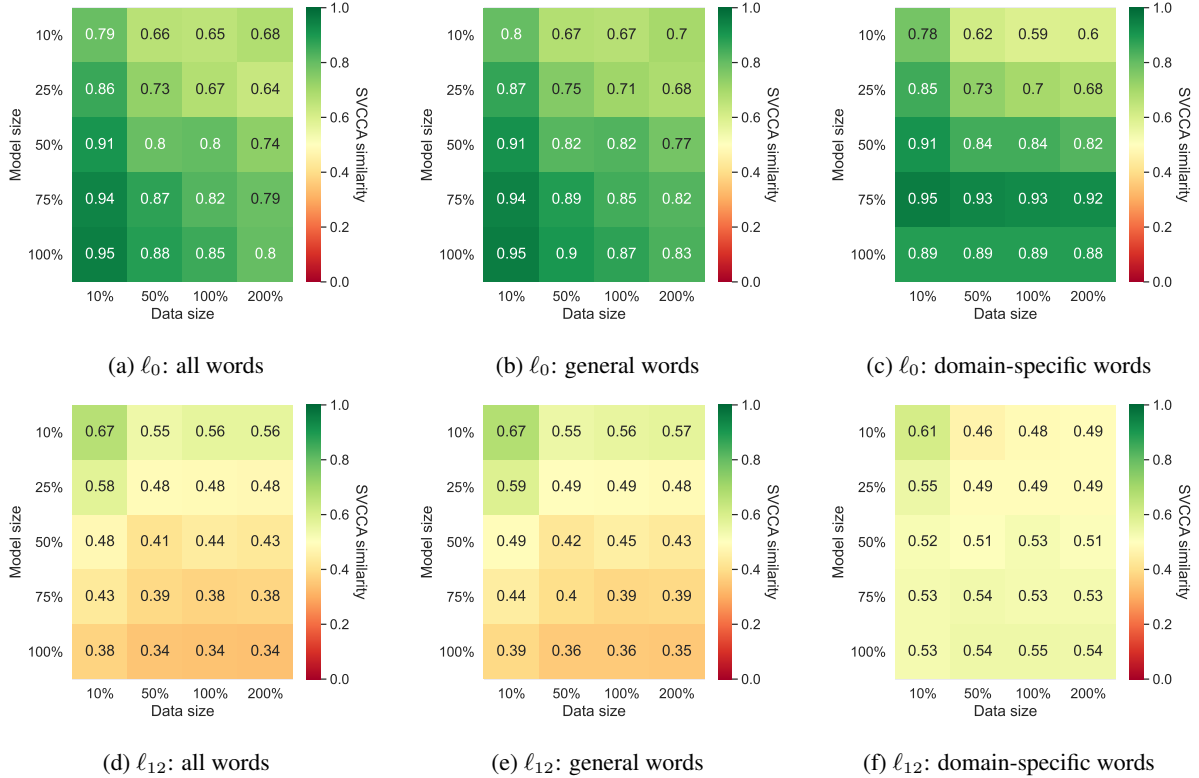 1.0
10% 0.79 0.66 0.65 0.68
0.8
25% 0.86 0.73 0.67 0.64
0.6
50% 0.91 0.8 0.8 0.74
0.4
75% 0.94 0.87 0.82 0.79
0.2
100% 0.95 0.88 0.85 0.8
0.0
10% 50% 100% 200%
Data size
Model size
SVCCA similarity
(a) ℓ0: all words
1.0
10% 0.8 0.67 0.67 0.7
0.8
25% 0.87 0.75 0.71 0.68
0.6
50% 0.91 0.82 0.82 0.77
0.4
75% 0.94 0.89 0.85 0.82
0.2
100% 0.95 0.9 0.87 0.83
0.0
10% 50% 100% 200%
Data size
Model size
SVCCA similarity
(b) ℓ0: general words
1.0
10% 0.78 0.62 0.59 0.6
0.8
25% 0.85 0.73 0.7 0.68
0.6
50% 0.91 0.84 0.84 0.82
0.4
75% 0.95 0.93 0.93 0.92
0.2
100% 0.89 0.89 0.89 0.88
0.0
10% 50% 100% 200%
Data size
Model size
SVCCA similarity
(c) ℓ0: domain-specific words
1.0
10% 0.67 0.55 0.56 0.56
0.8
25% 0.58 0.48 0.48 0.48
0.6
50% 0.48 0.41 0.44 0.43
0.4
75% 0.43 0.39 0.38 0.38
0.2
100% 0.38 0.34 0.34 0.34
0.0
10% 50% 100% 200%
Data size
Model size
SVCCA similarity
(d) ℓ12: all words
1.0
10% 0.67 0.55 0.56 0.57
0.8
25% 0.59 0.49 0.49 0.48
0.6
50% 0.49 0.42 0.45 0.43
0.4
75% 0.44 0.4 0.39 0.39
0.2
100% 0.39 0.36 0.36 0.35
0.0
10% 50% 100% 200%
Data size
Model size
SVCCA similarity
(e) ℓ12: general words
1.0
10% 0.61 0.46 0.48 0.49
0.8
25% 0.55 0.49 0.49 0.49
0.6
50% 0.52 0.51 0.53 0.51
0.4
75% 0.53 0.54 0.53 0.53
0.2
100% 0.53 0.54 0.55 0.54
0.0
10% 50% 100% 200%
Data size
Model size
SVCCA similarity
(f) ℓ12: domain-specific words